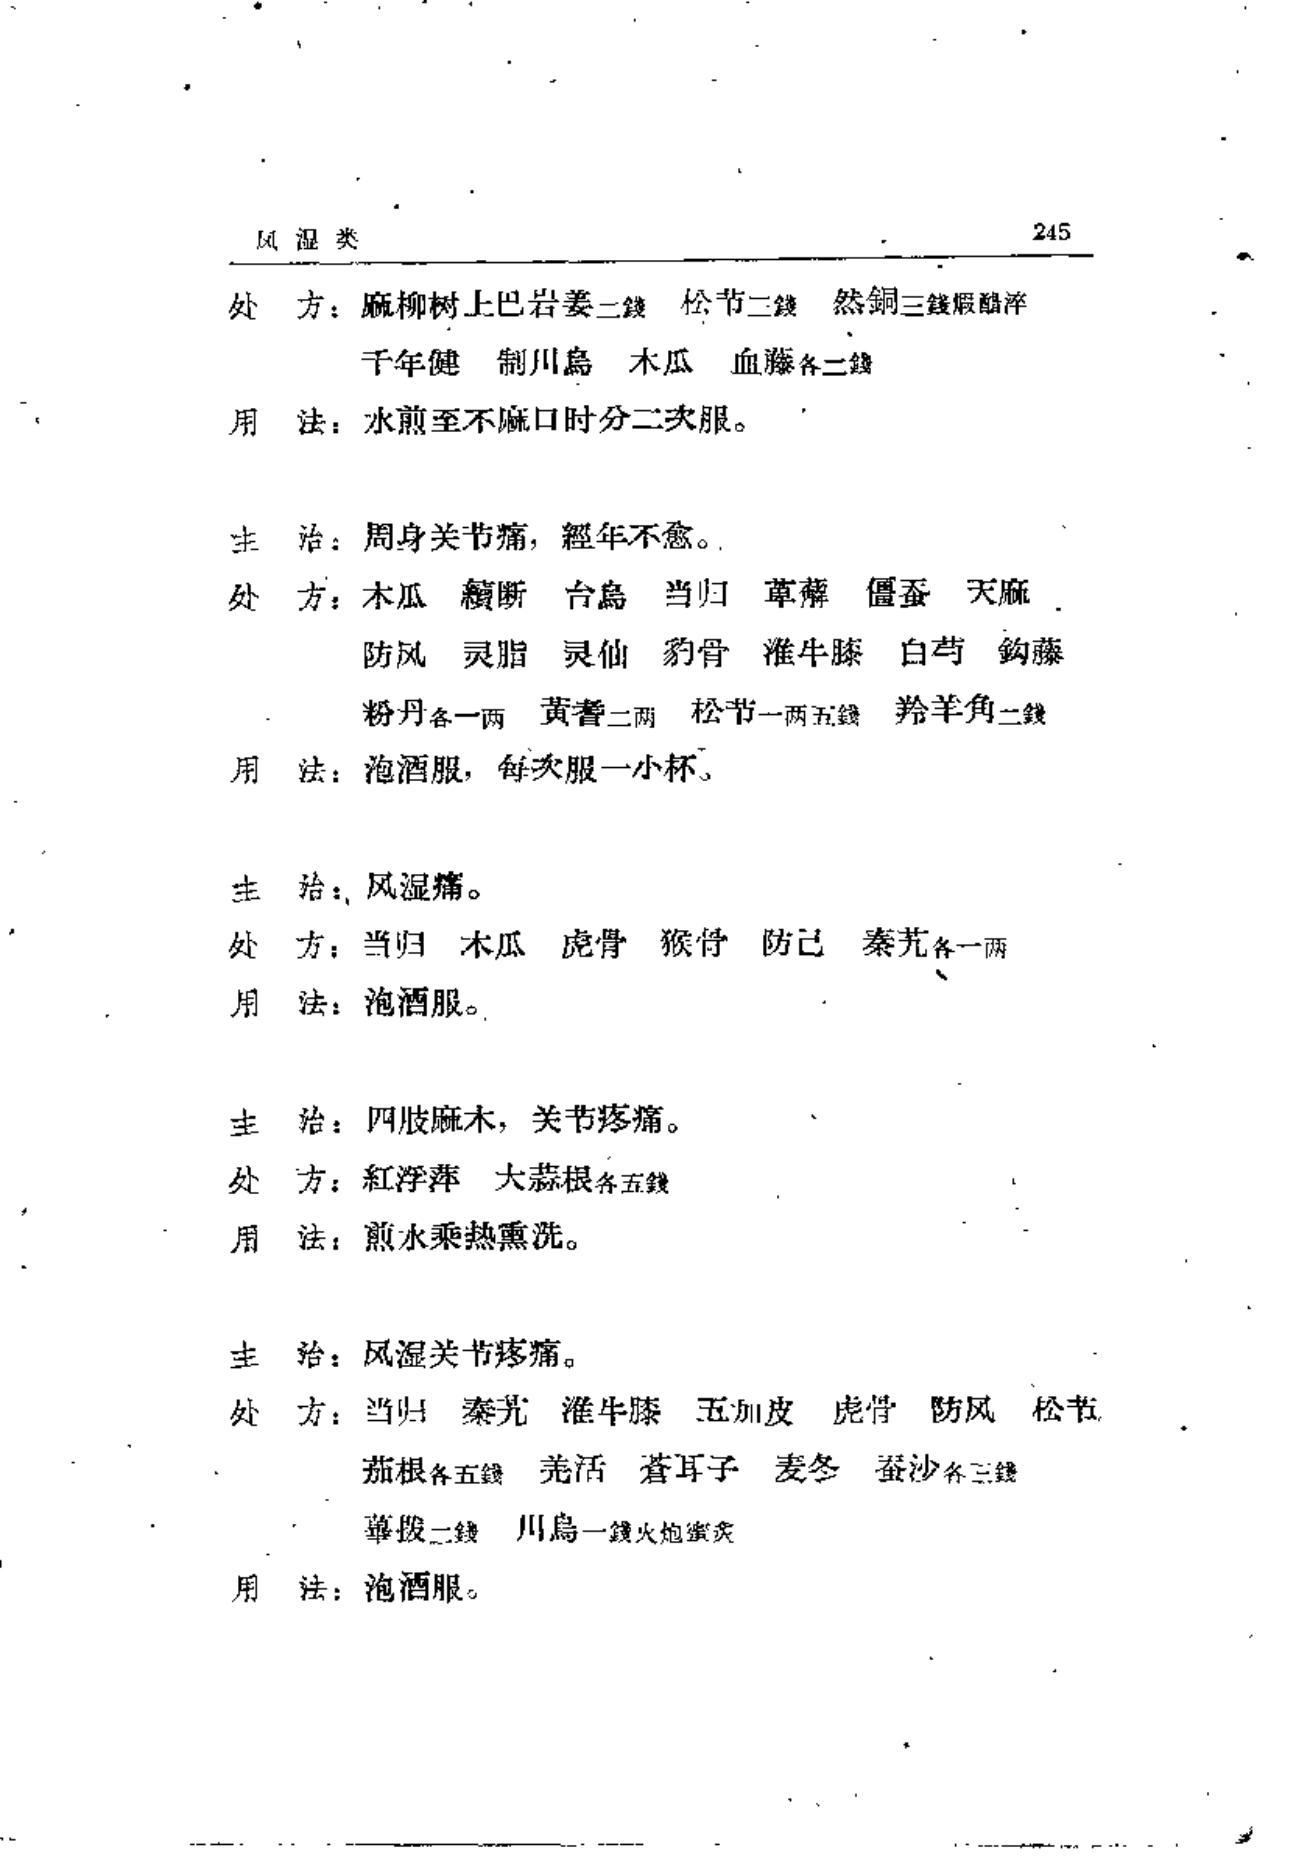 风湿类 245
处方：麻柳树上巴岩姜二錢 松节二錢 然銅三錢煆醋淬
千年健 制川烏 木瓜 血藤各二錢
用法：水煎至不麻口时分二次服。
主治：周身关节痛，經年不愈。
处方：木瓜 續断 台烏 当归 萆薢 僵蚕 天麻
防风 灵脂 灵仙 豹骨 淮牛膝 白芍 鈎藤
粉丹各一两 黄耆二两 松节一两五錢 羚羊角二錢
用法：泡酒服，每次服一小杯。
主治：风湿痛。
处方：当归 木瓜 虎骨 猴骨 防己 秦艽各一两
用法：泡酒服。
主治：四肢麻木，关节疼痛。
处方：紅浮萍 大蒜根各五錢
用法：煎水乘热熏洗。
主治：风湿关节疼痛。
处方：当归 秦艽 淮牛膝 五加皮 虎骨 防风 松节
茄根各五錢 羌活 蒼耳子 麦冬 蚕沙各三錢
蓽拨二錢 川烏一錢火炮蜜炙
用法：泡酒服。